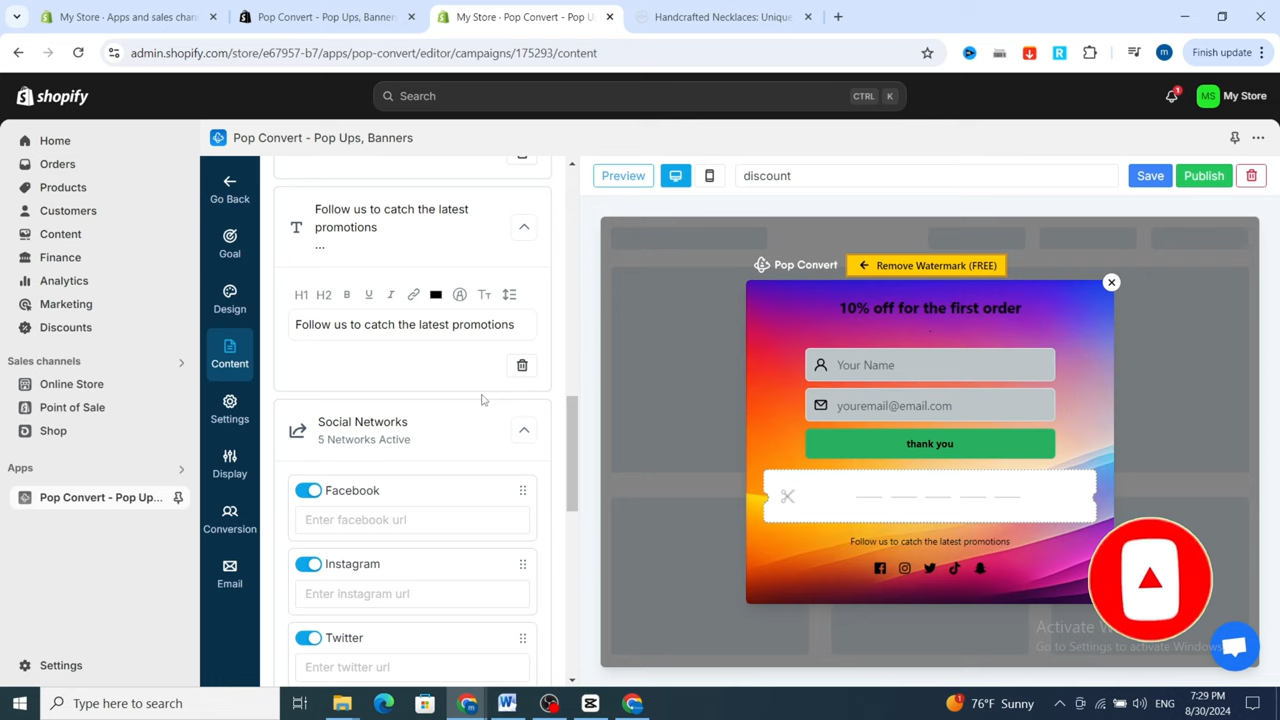 My Store · Apps and sales chan
Pop Convert - Pop Ups, Banners
My Store · Pop Convert - Pop U
Handcrafted Necklaces: Unique
admin.shopify.com/store/e67957-b7/apps/pop-convert/editor/campaigns/175293/content
Finish update
shopify
Search
CTRL K
1
MS
My Store
Home
Orders
Products
Customers
Content
Finance
Analytics
Marketing
Discounts
Sales channels
Online Store
Point of Sale
Shop
Apps
Pop Convert - Pop Up...
Settings
Pop Convert - Pop Ups, Banners
Go Back
Goal
Design
Content
Settings
Display
Conversion
Email
Follow us to catch the latest
promotions
...
H1 H2 B U I
Follow us to catch the latest promotions
Social Networks
5 Networks Active
Facebook
Enter facebook url
Instagram
Enter instagram url
Twitter
Enter twitter url
Preview
discount
Save
Publish
Pop Convert
Remove Watermark (FREE)
10% off for the first order
Your Name
youremail@email.com
thank you
Follow us to catch the latest promotions
Go to Settings to activate Windows.
Type here to search
76°F Sunny
ENG
7:29 PM
8/30/2024